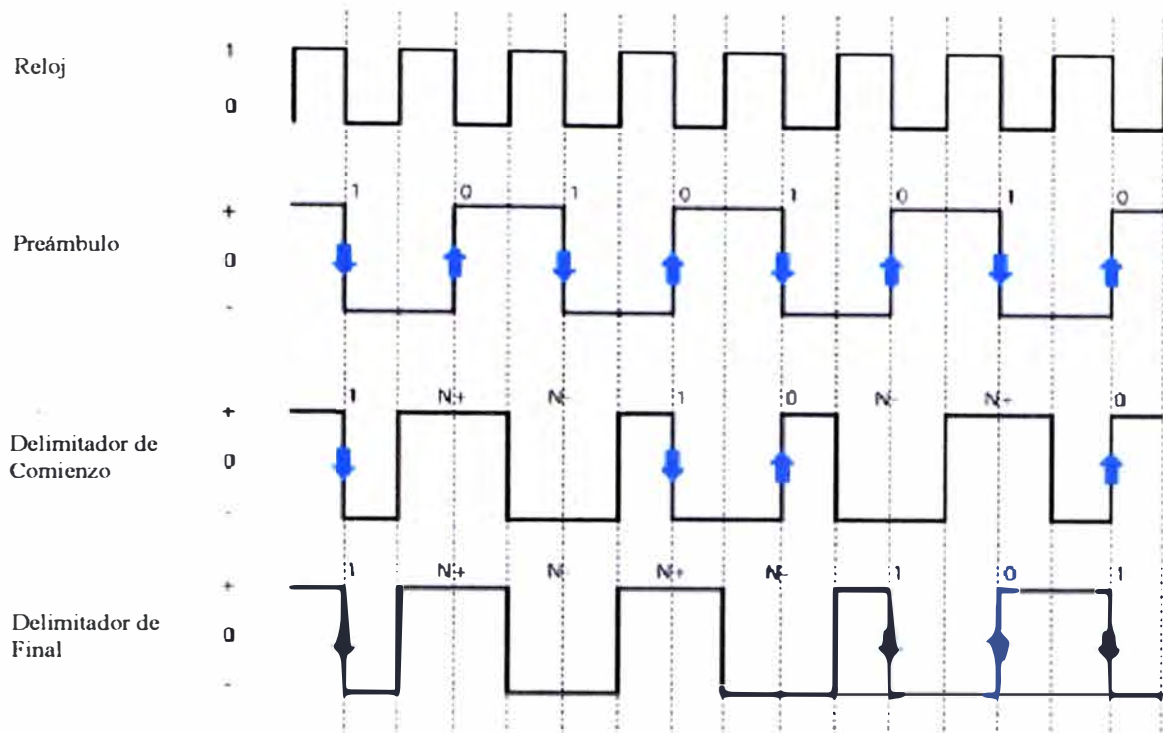 Reloj
1
0
1 0 1 0 1 0 1 0
+
Preámbulo
0
-
1 N+ N- 1 0 N- N+ 0
+
Delimitador de
Comienzo
0
-
1 N+ N- N+ N- 1 0 1
+
Delimitador de
Final
0
-